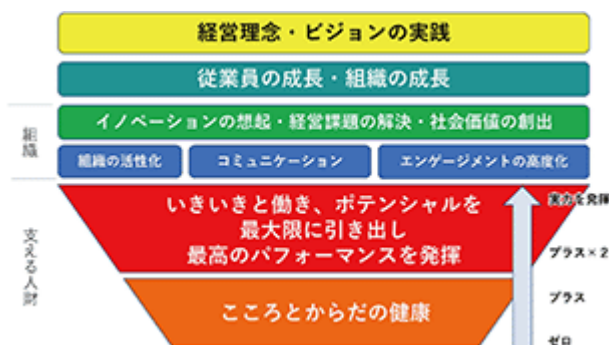 経営理念・ビジョンの実践
従業員の成長・組織の成長
組織
イノベーションの想起・経営課題の解決・社会価値の創出
組織の活性化
コミュニケーション
エンゲージメントの高度化
支える人財
いきいきと働き、ポテンシャルを
最大限に引き出し
最高のパフォーマンスを発揮
実力を発揮
プラス×2
こころとからだの健康
プラス
ゼロ